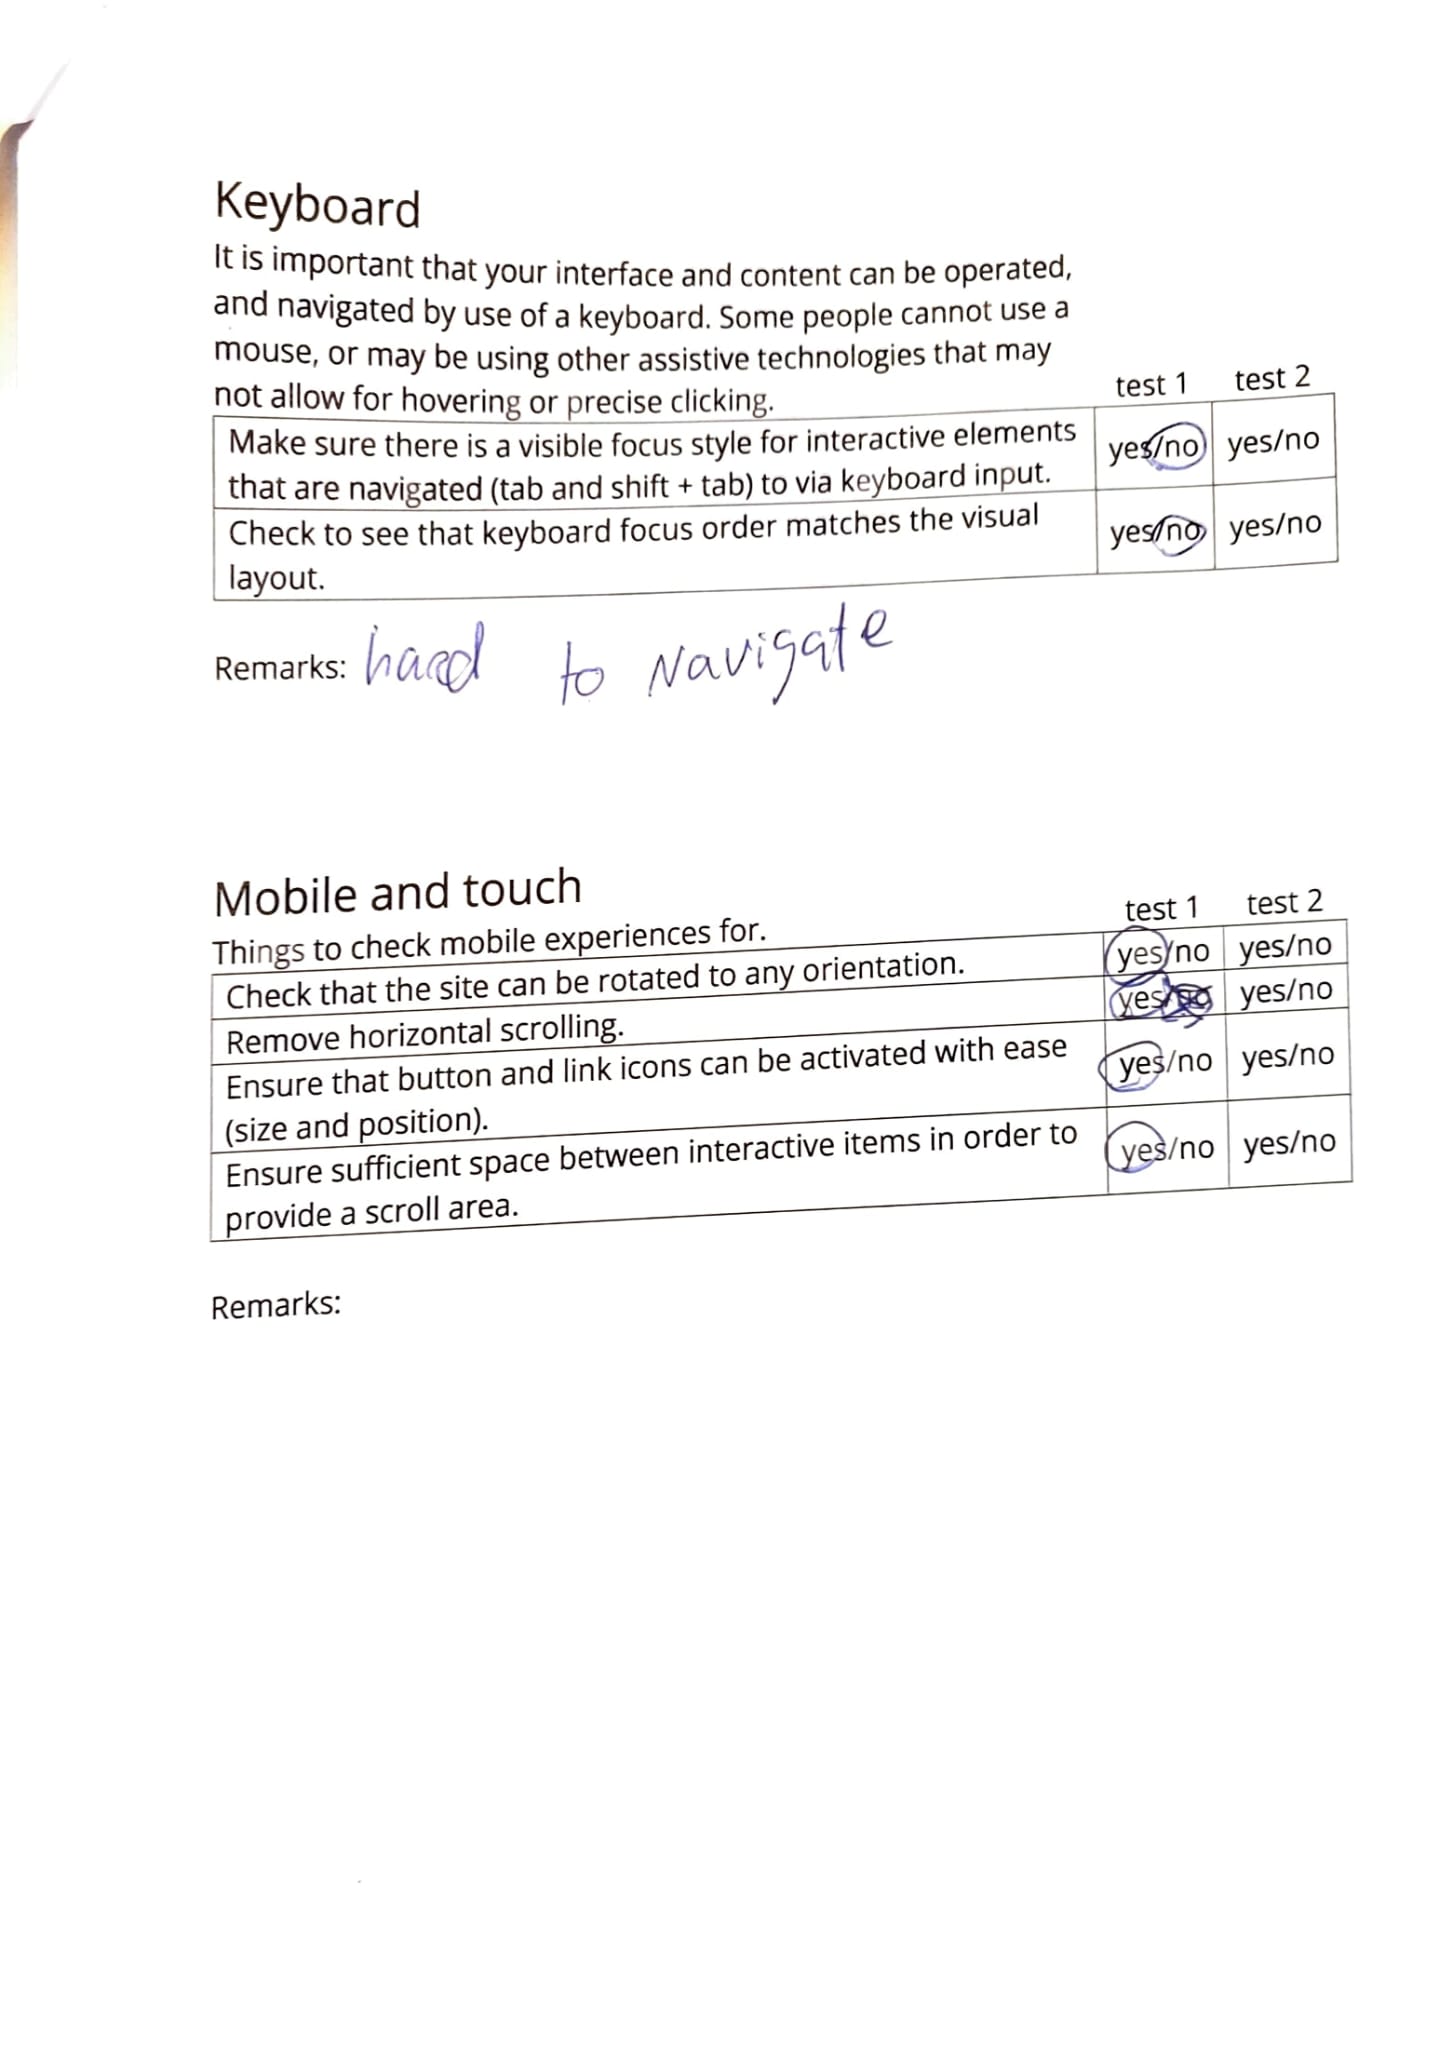 Keyboard
It is important that your interface and content can be operated,
and navigated by use of a keyboard. Some people cannot use a
mouse, or may be using other assistive technologies that may
not allow for hovering or precise clicking.
test 1 test 2
Make sure there is a visible focus style for interactive elements
that are navigated (tab and shift + tab) to via keyboard input.
yes/no yes/no
Check to see that keyboard focus order matches the visual
layout.
yes/no yes/no
Remarks: hard to Navigate
Mobile and touch
Things to check mobile experiences for.
test 1 test 2
Check that the site can be rotated to any orientation. yes/no yes/no
Remove horizontal scrolling. yes/no yes/no
Ensure that button and link icons can be activated with ease
(size and position).
yes/no yes/no
Ensure sufficient space between interactive items in order to
provide a scroll area.
yes/no yes/no
Remarks: